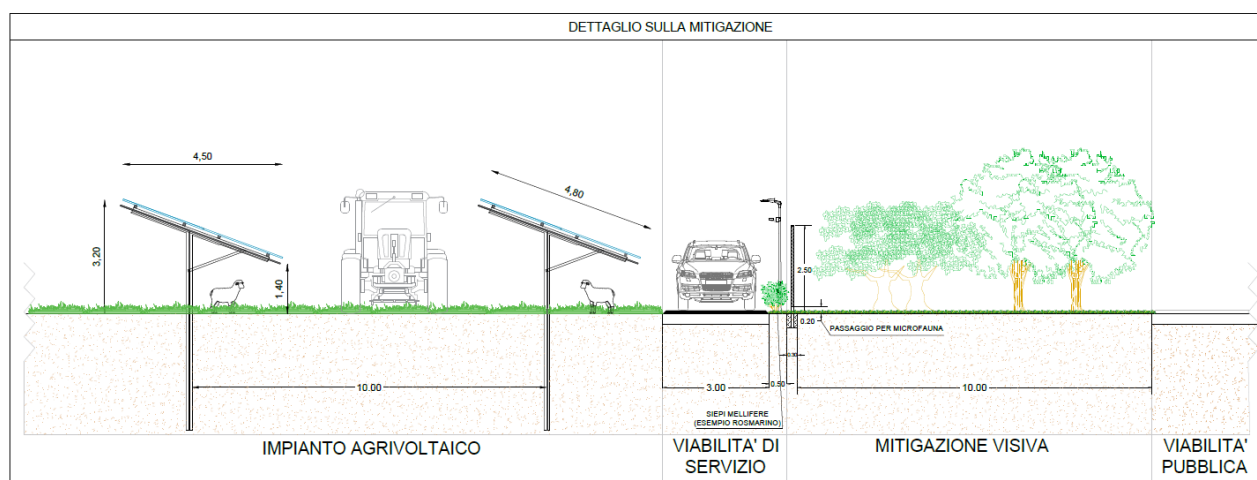 DETTAGLIO SULLA MITIGAZIONE
4,50
4,80
3,20
1,40
2.50
0.20
PASSAGGIO PER MICROFAUNA
0.30
10.00
3.00
0.50
10.00
SIEPI MELLIFERE
(ESEMPIO ROSMARINO)
IMPIANTO AGRIVOLTAICO
VIABILITA' DI
SERVIZIO
MITIGAZIONE VISIVA
VIABILITA'
PUBBLICA